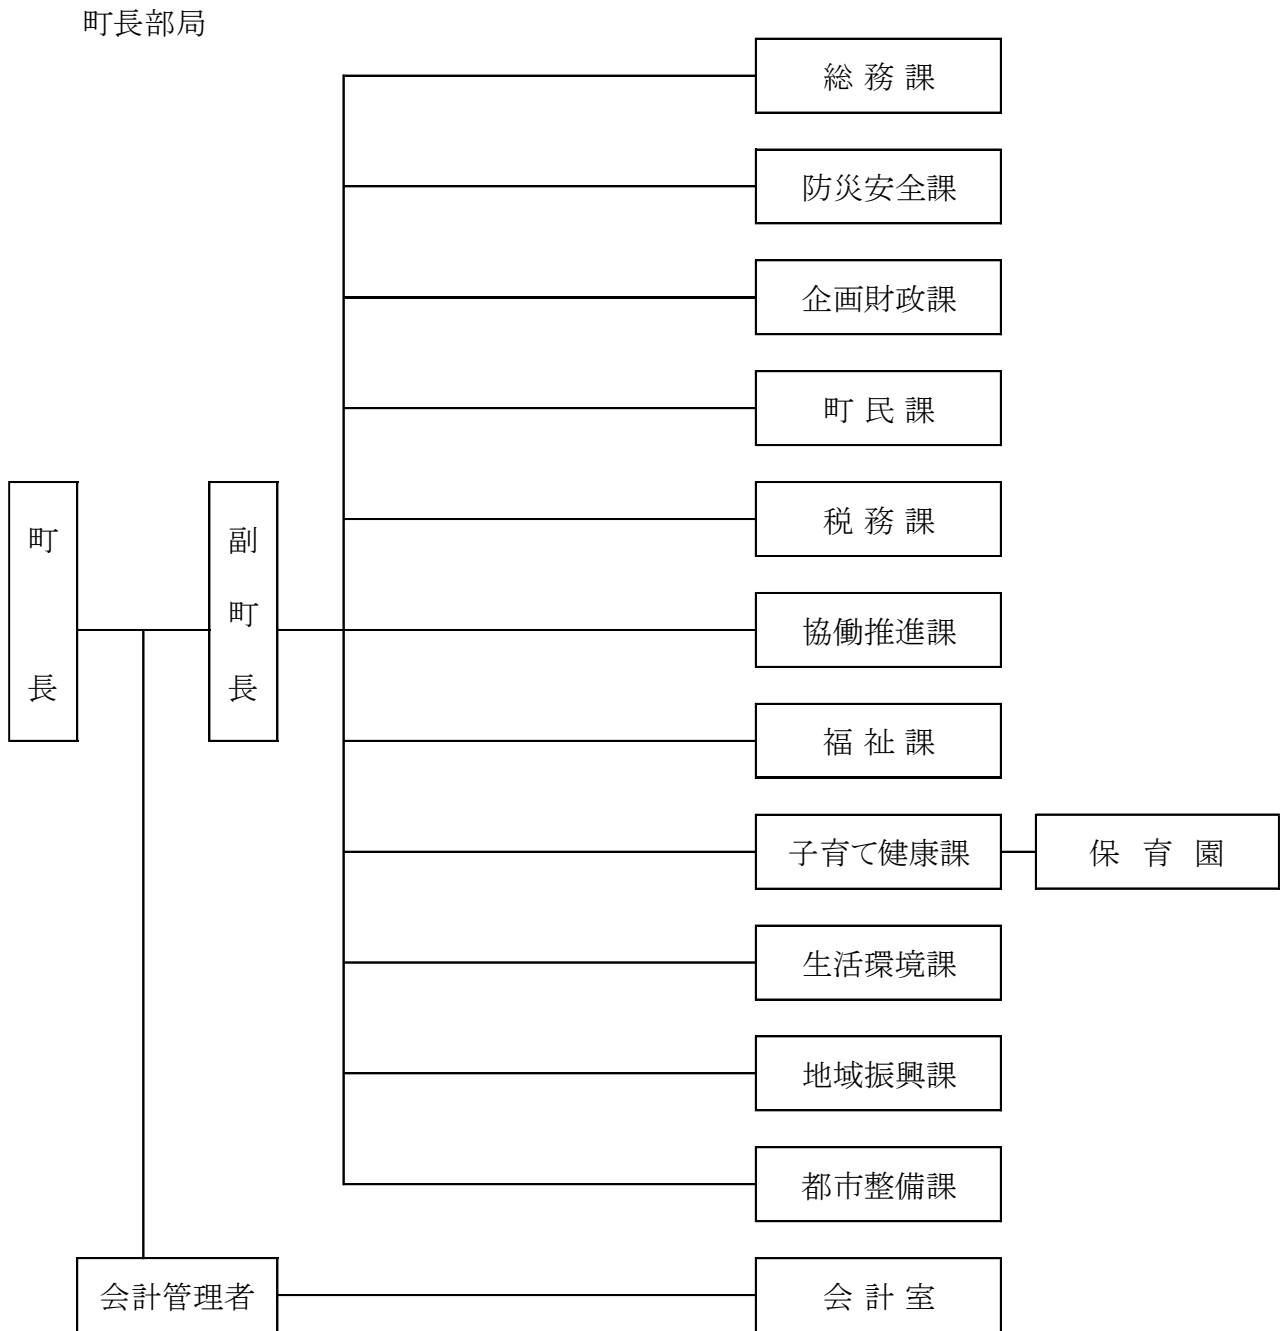 町長部局
総務課
防災安全課
企画財政課
町民課
税務課
町長
副町長
協働推進課
福祉課
子育て健康課
保育園
生活環境課
地域振興課
都市整備課
会計管理者
会計室